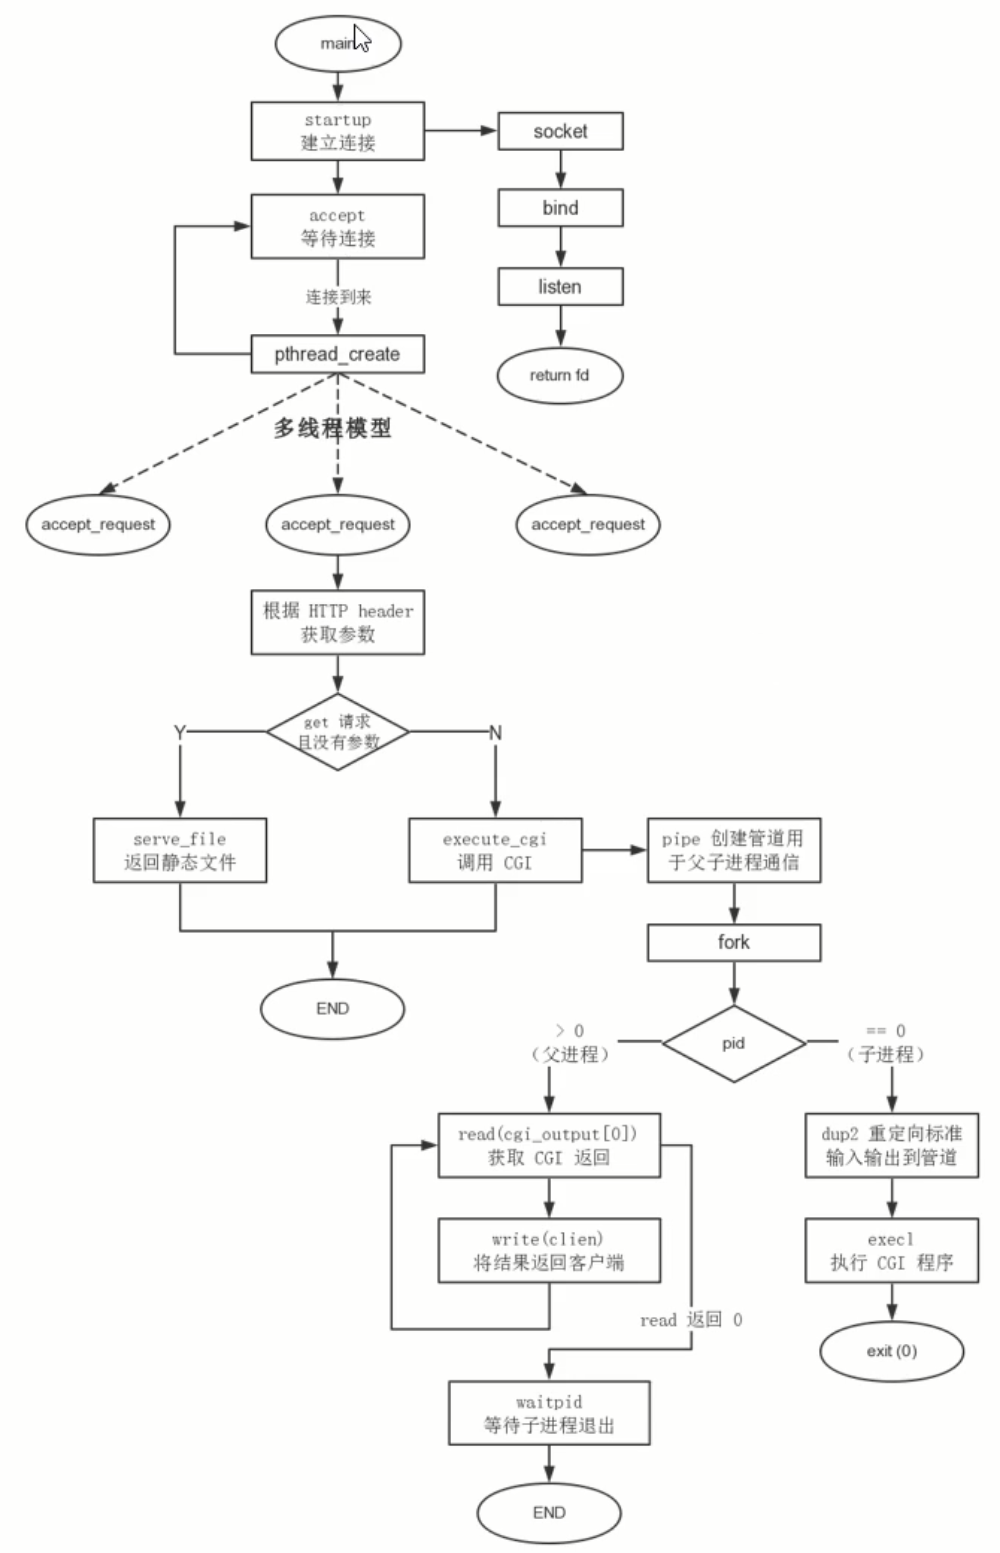 main
startup
建立连接
socket
accept
等待连接
bind
listen
连接到来
pthread_create
return fd
多线程模型
accept_request
accept_request
accept_request
根据 HTTP header
获取参数
get 请求
且没有参数
Y
N
serve_file
返回静态文件
execute_cgi
调用 CGI
pipe 创建管道用
于父子进程通信
fork
END
pid
> 0
（父进程）
== 0
（子进程）
read(cgi_output[0])
获取 CGI 返回
dup2 重定向标准
输入输出到管道
write(clien)
将结果返回客户端
execl
执行 CGI 程序
read 返回 0
exit (0)
waitpid
等待子进程退出
END